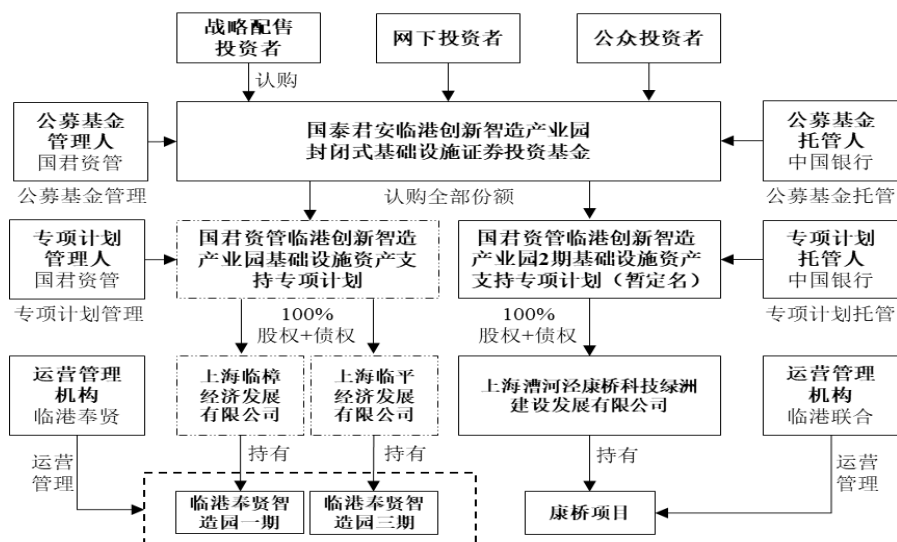 战略配售
投资者
网下投资者
公众投资者
认购
公募基金
管理人
国君资管
公募基金管理
国泰君安临港创新智造产业园
封闭式基础设施证券投资基金
公募基金
托管人
中国银行
公募基金托管
认购全部份额
专项计划
管理人
国君资管
专项计划管理
国君资管临港创新智造
产业园基础设施资产支
持专项计划
国君资管临港创新智造
产业园2期基础设施资产
支持专项计划（暂定名）
专项计划
托管人
中国银行
专项计划托管
100%
股权+债权
100%
股权+债权
运营管理
机构
临港奉贤
上海临樟
经济发展
有限公司
上海临平
经济发展
有限公司
上海漕河泾康桥科技绿洲
建设发展有限公司
运营管理
机构
临港联合
运营
管理
持有
持有
持有
运营
管理
临港奉贤智
造园一期
临港奉贤智
造园三期
康桥项目